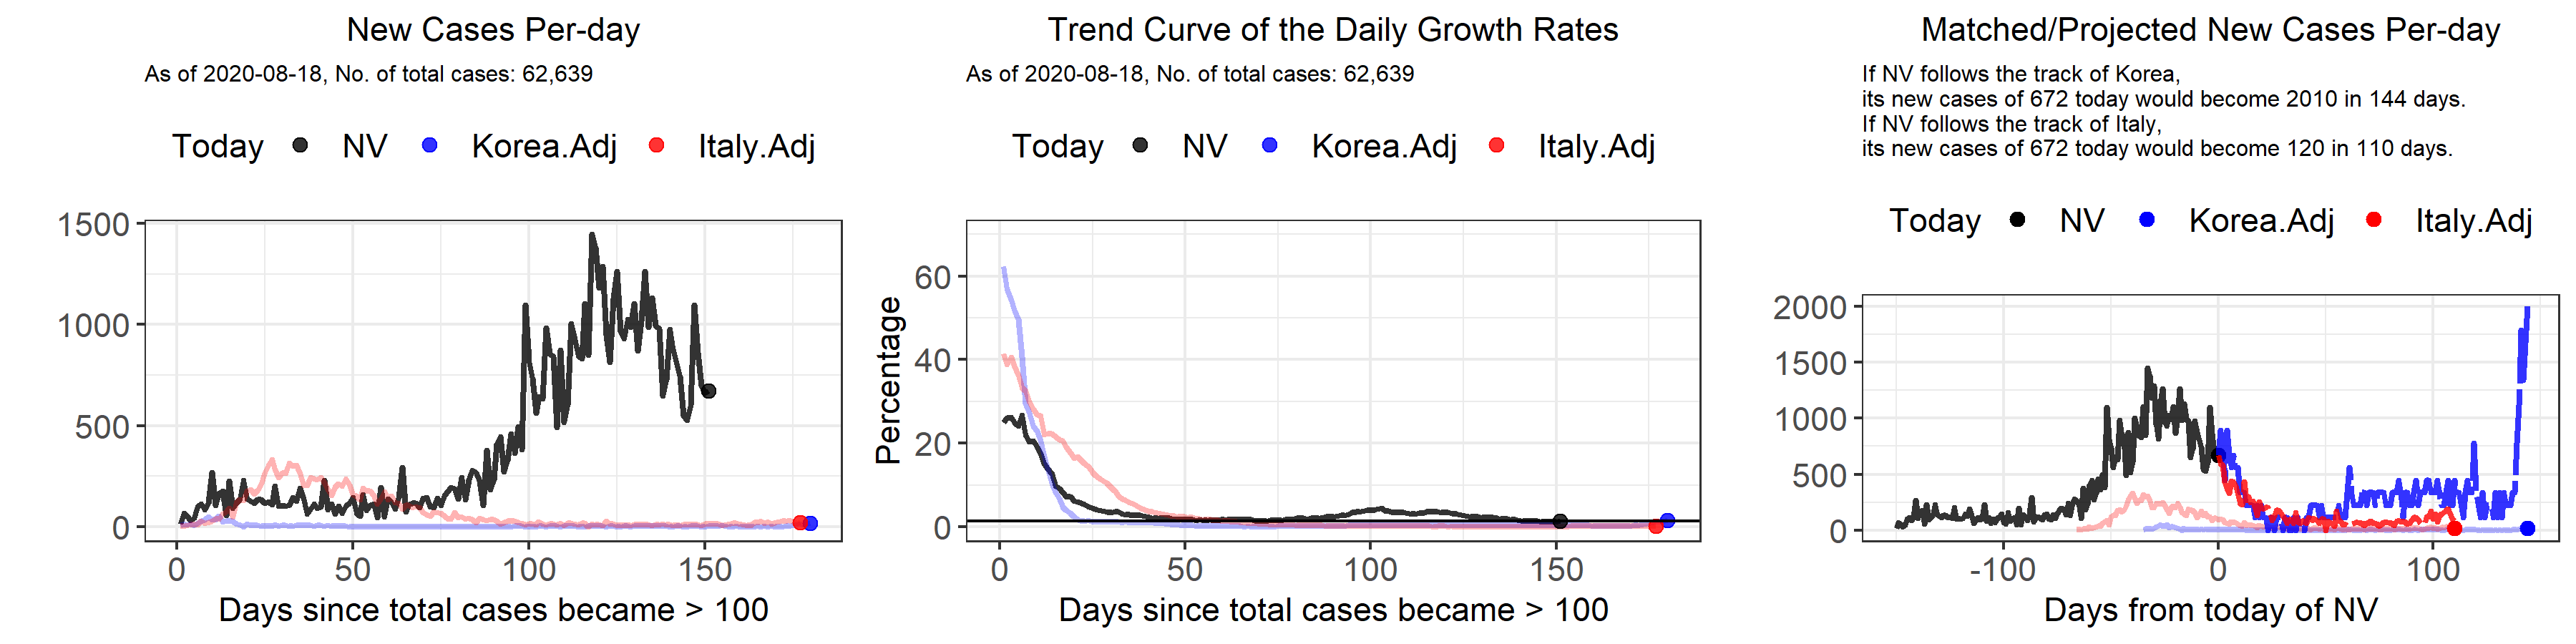 New Cases Per-day
As of 2020-08-18, No. of total cases: 62,639
Today NV Korea.Adj Italy.Adj
1500
1000
500
0
0 50 100 150
Days since total cases became > 100
Trend Curve of the Daily Growth Rates
As of 2020-08-18, No. of total cases: 62,639
Today NV Korea.Adj Italy.Adj
Percentage
60
40
20
0
0 50 100 150
Days since total cases became > 100
Matched/Projected New Cases Per-day
If NV follows the track of Korea,
its new cases of 672 today would become 2010 in 144 days.
If NV follows the track of Italy,
its new cases of 672 today would become 120 in 110 days.
Today NV Korea.Adj Italy.Adj
2000
1500
1000
500
0
-100 0 100
Days from today of NV